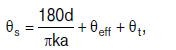 θs = 180d / πka + θeff + θt,